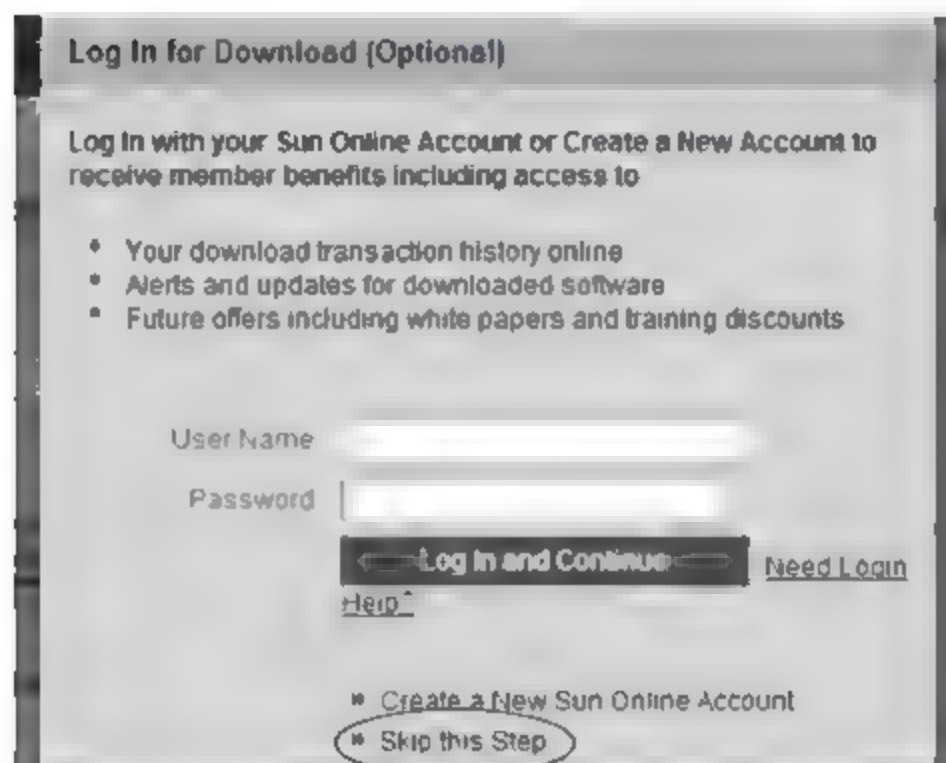 Log In for Download (Optional)
Log In with your Sun Online Account or Create a New Account to
receive member benefits including access to
• Your download transaction history online
• Alerts and updates for downloaded software
• Future offers including white papers and training discounts
User Name
Password
Log In and Continue
Need Login
Help?
» Create a New Sun Online Account
» Skip this Step